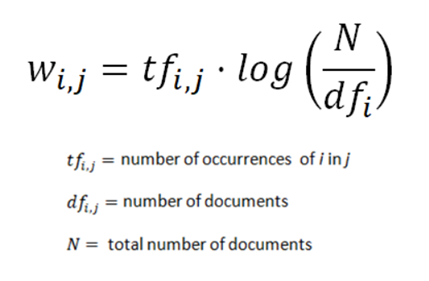 w_{i,j} = tf_{i,j} · log (N / df_i)
tf_{i,j} = number of occurrences of i in j
df_{i,j} = number of documents
N = total number of documents